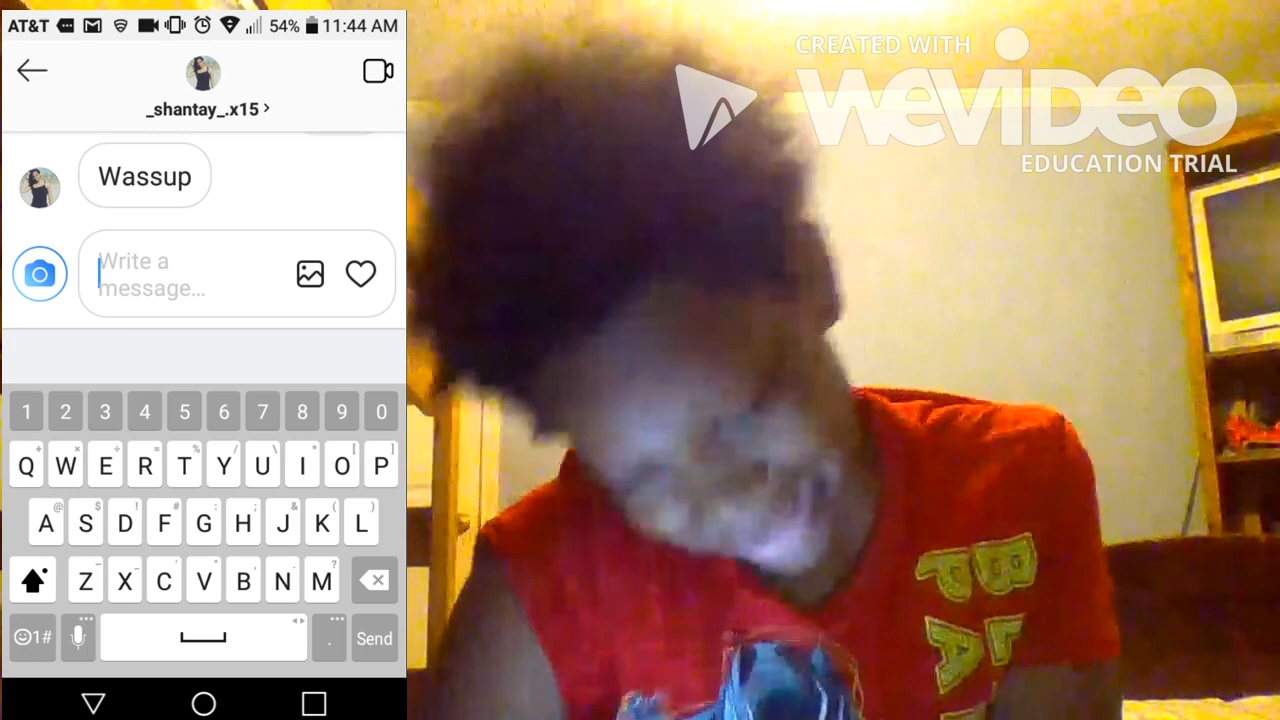 AT&T 54% 11:44 AM
_shantay_.x15 >
Wassup
Write a
message...
1 2 3 4 5 6 7 8 9 0
Q W E R T Y U I O P
A S D F G H J K L
Z X C V B N M
1# . Send
CREATED WITH
WEVIDEO
EDUCATION TRIAL